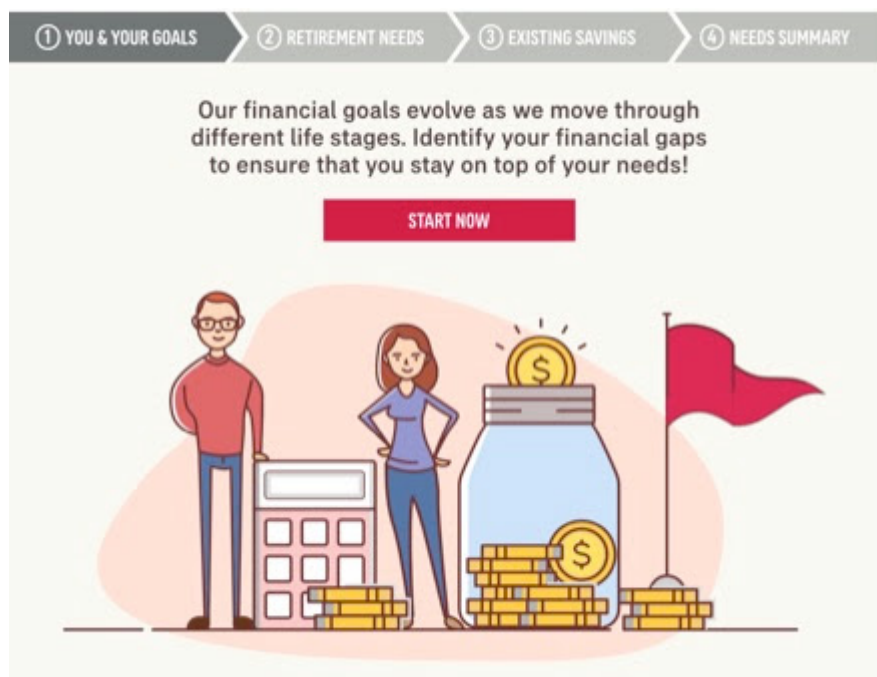 1 YOU & YOUR GOALS
2 RETIREMENT NEEDS
3 EXISTING SAVINGS
4 NEEDS SUMMARY
Our financial goals evolve as we move through
different life stages. Identify your financial gaps
to ensure that you stay on top of your needs!
START NOW
$
$